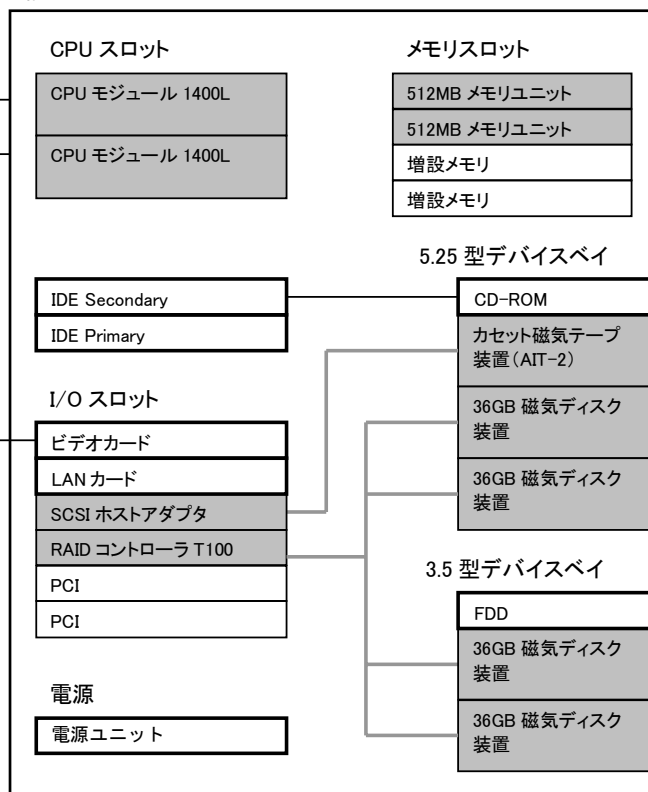 CPU スロット
CPU モジュール 1400L
CPU モジュール 1400L
メモリスロット
512MB メモリユニット
512MB メモリユニット
増設メモリ
増設メモリ
5.25 型デバイスベイ
IDE Secondary
IDE Primary
CD-ROM
カセット磁気テープ
装置(AIT-2)
36GB 磁気ディスク
装置
36GB 磁気ディスク
装置
I/O スロット
ビデオカード
LAN カード
SCSI ホストアダプタ
RAID コントローラ T100
PCI
PCI
3.5 型デバイスベイ
FDD
36GB 磁気ディスク
装置
36GB 磁気ディスク
装置
電源
電源ユニット